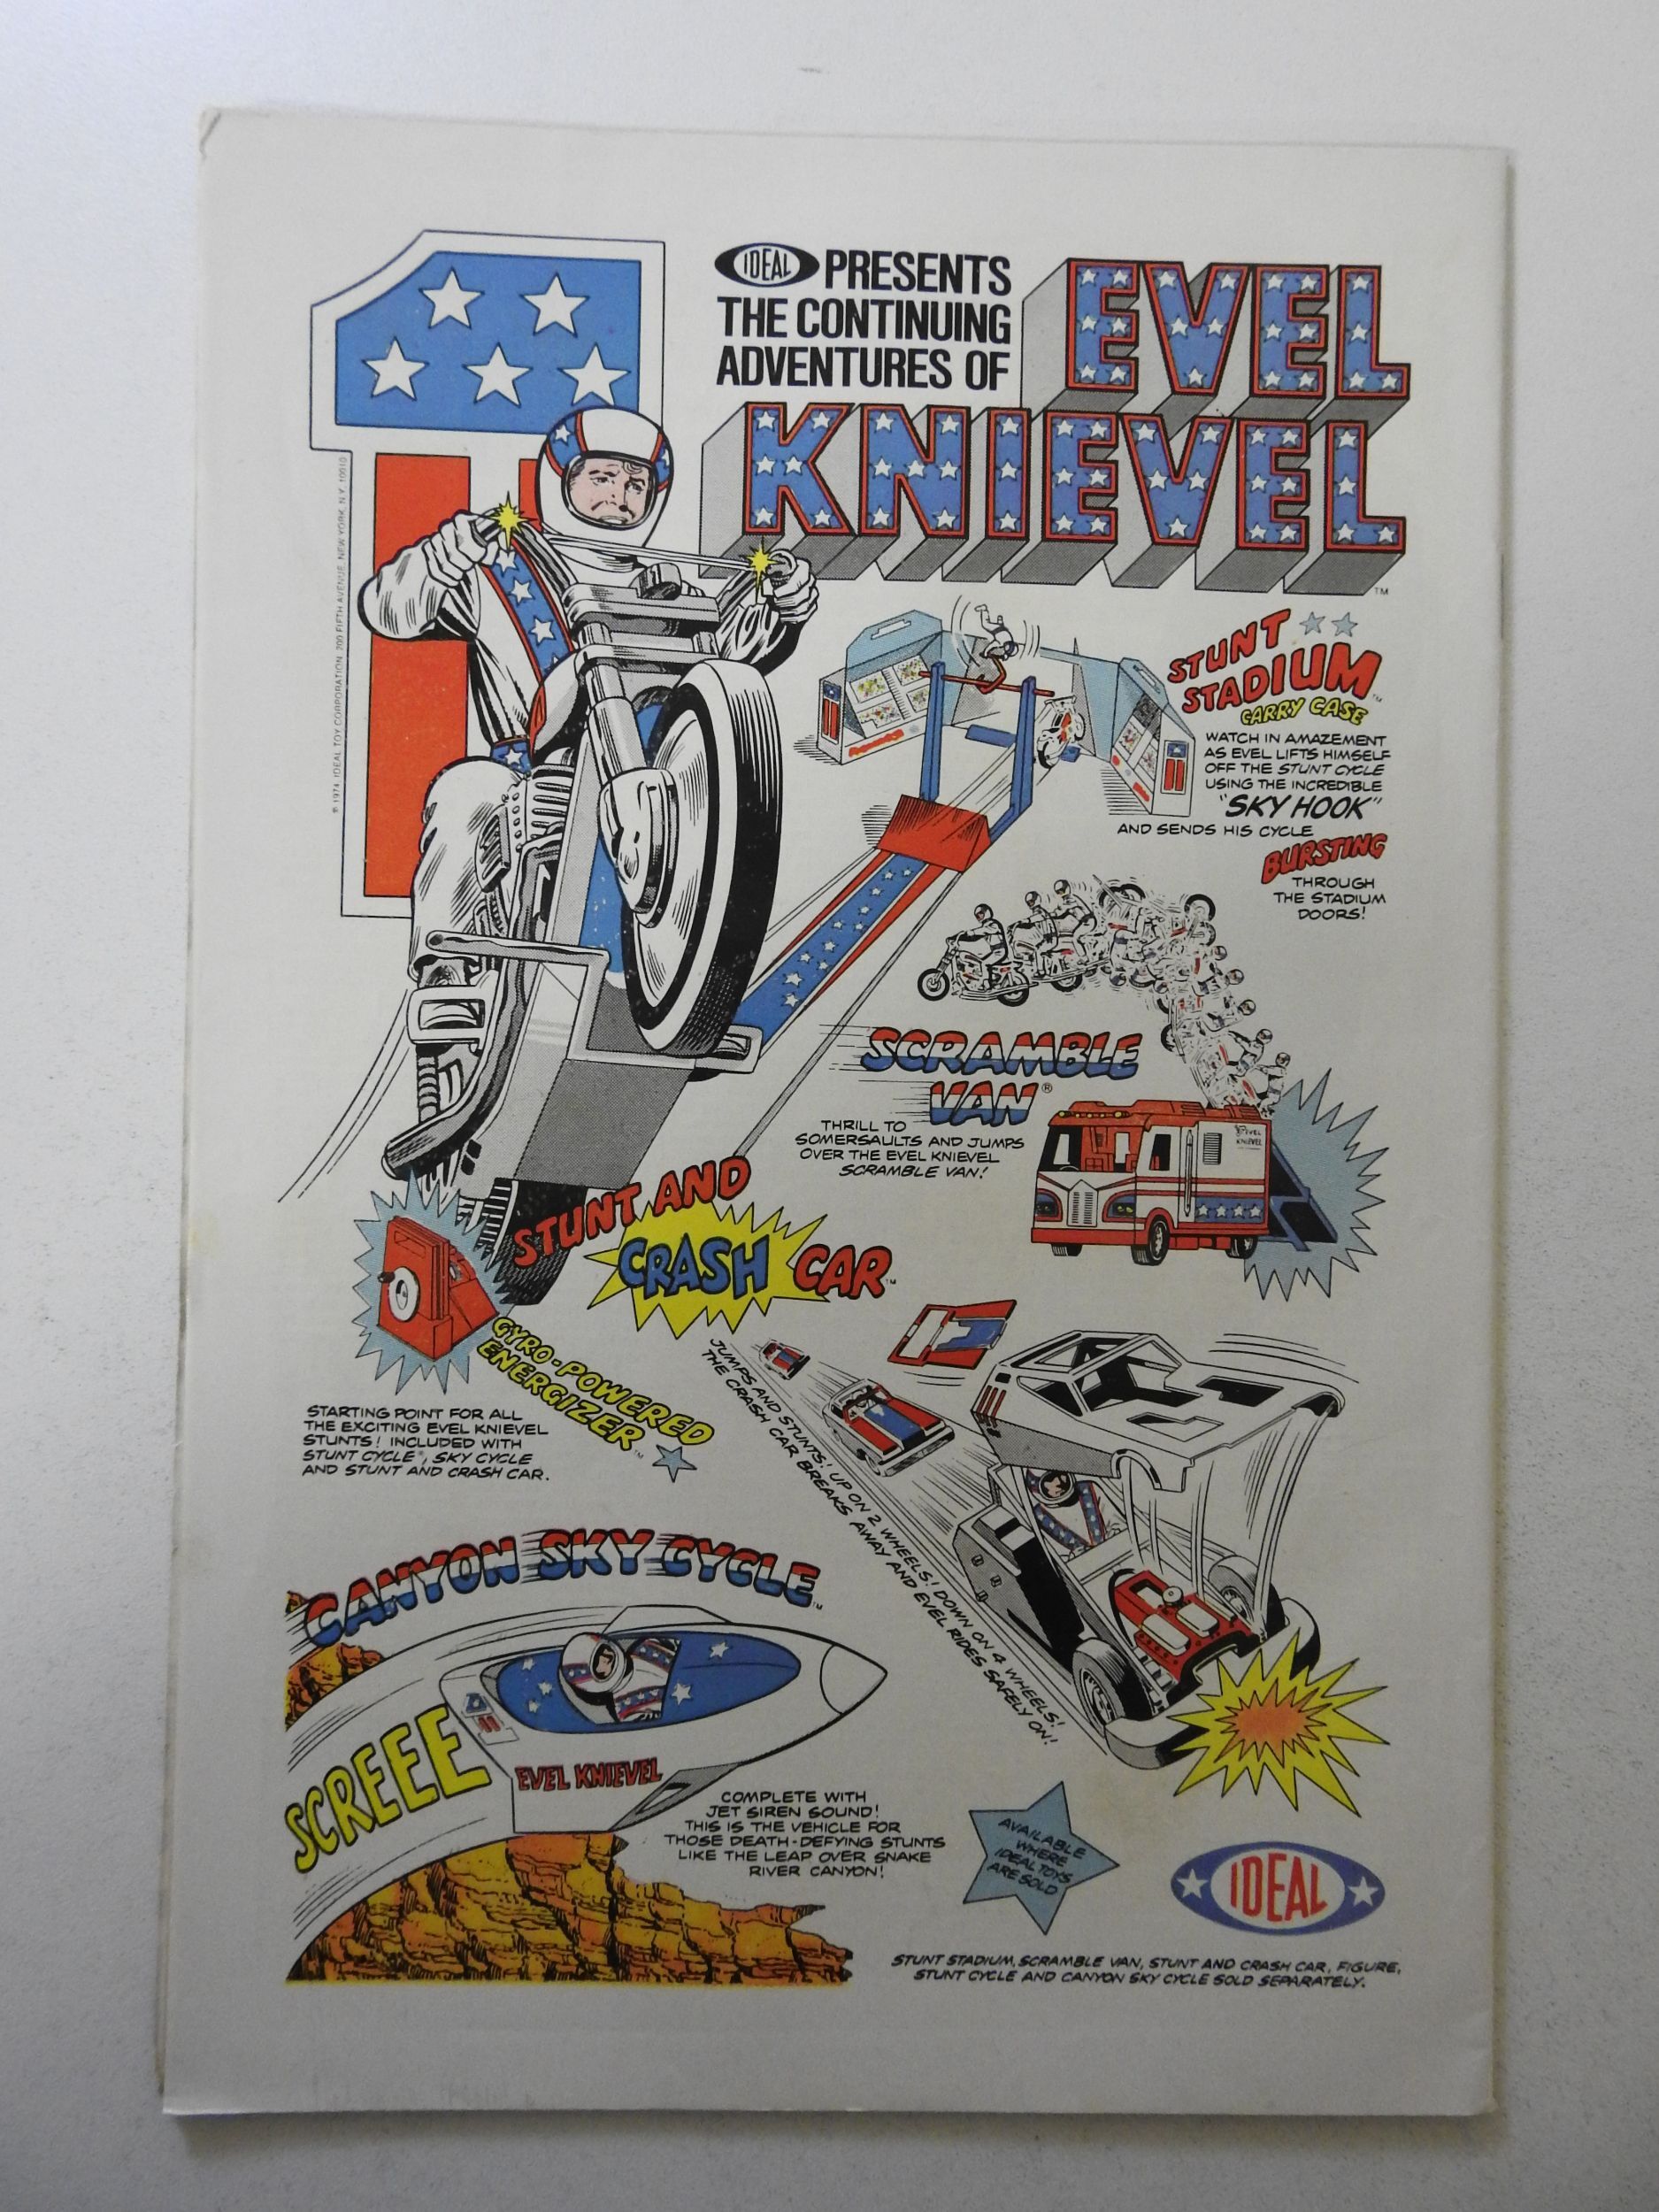 IDEAL PRESENTS
THE CONTINUING
ADVENTURES OF
EVEL
KNIEVEL
TM
© 1974, IDEAL TOY CORPORATION, 200 FIFTH AVENUE, NEW YORK, N.Y. 10010
STUNT
STADIUM™
CARRY CASE
WATCH IN AMAZEMENT
AS EVEL LIFTS HIMSELF
OFF THE STUNT CYCLE
USING THE INCREDIBLE
"SKY HOOK"
AND SENDS HIS CYCLE
BURSTING
THROUGH
THE STADIUM
DOORS!
SCRAMBLE
VAN®
THRILL TO
SOMERSAULTS AND JUMPS
OVER THE EVEL KNIEVEL
SCRAMBLE VAN!
EVEL
KNIEVEL
STUNT AND
CRASH CAR™
GYRO-POWERED
ENERGIZER™
STARTING POINT FOR ALL
THE EXCITING EVEL KNIEVEL
STUNTS! INCLUDED WITH
STUNT CYCLE®, SKY CYCLE
AND STUNT AND CRASH CAR.
JUMPS AND STUNTS! UP ON 2 WHEELS! DOWN ON 4 WHEELS!
THE CRASH CAR BREAKS AWAY AND EVEL RIDES SAFELY ON!
CANYON SKY CYCLE™
SCREEE
EVEL KNIEVEL
COMPLETE WITH
JET SIREN SOUND!
THIS IS THE VEHICLE FOR
THOSE DEATH-DEFYING STUNTS
LIKE THE LEAP OVER SNAKE
RIVER CANYON!
AVAILABLE
WHERE
IDEAL TOYS
ARE SOLD
IDEAL
STUNT STADIUM, SCRAMBLE VAN, STUNT AND CRASH CAR, FIGURE,
STUNT CYCLE AND CANYON SKY CYCLE SOLD SEPARATELY.